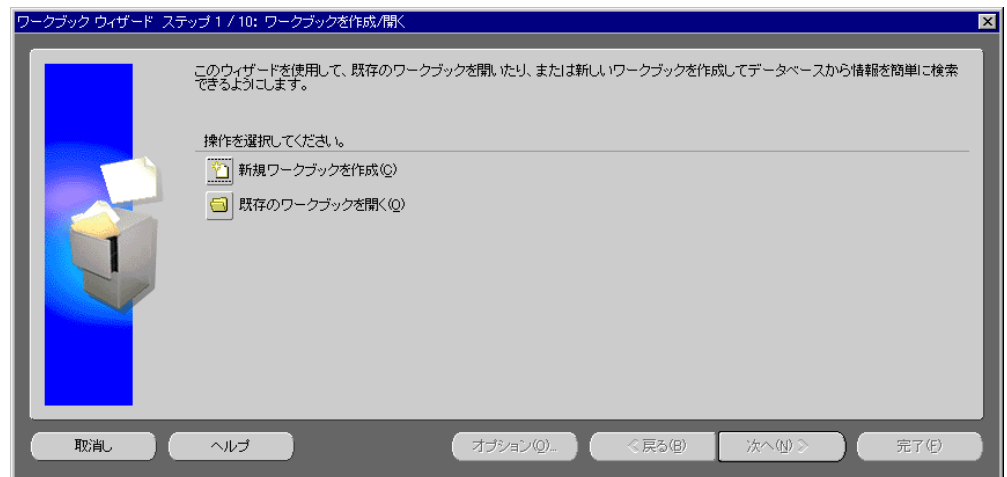 ワークブック ウィザード ステップ 1 / 10: ワークブックを作成/開く
このウィザードを使用して、既存のワークブックを開いたり、または新しいワークブックを作成してデータベースから情報を簡単に検索
できるようにします。
操作を選択してください。
新規ワークブックを作成(C)
既存のワークブックを開く(O)
取消し
ヘルプ
オプション(O)...
<戻る(B)
次へ(N)>
完了(F)